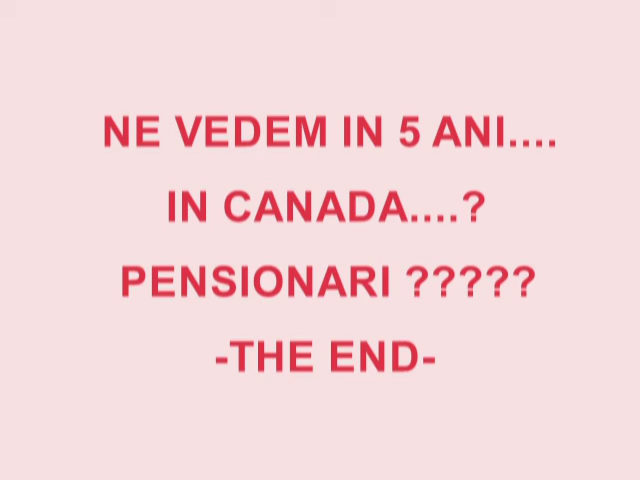 NE VEDEM IN 5 ANI....
IN CANADA....?
PENSIONARI ?????
-THE END-